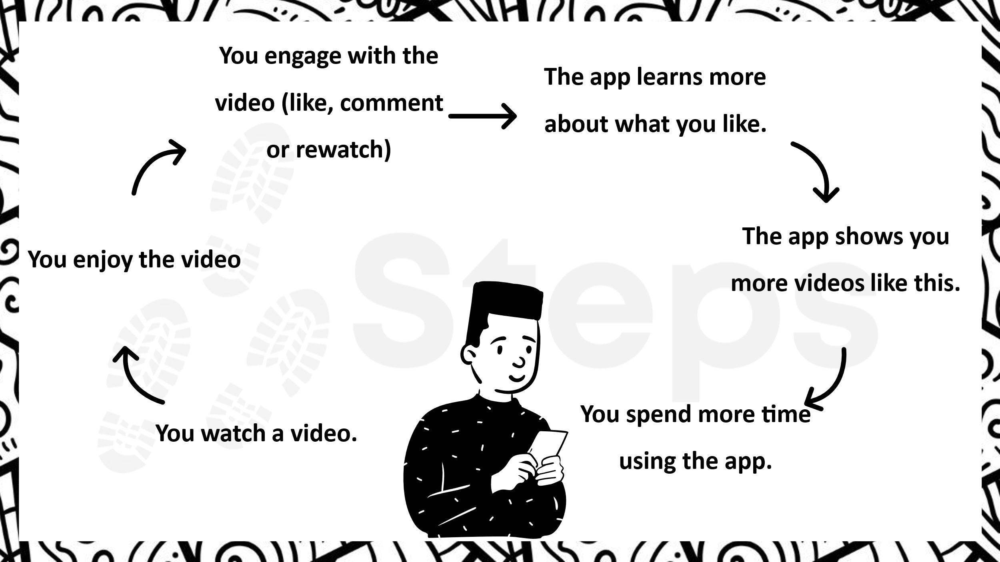 You engage with the
video (like, comment
or rewatch)
The app learns more
about what you like.
The app shows you
more videos like this.
You enjoy the video
Steps
You spend more time
using the app.
You watch a video.